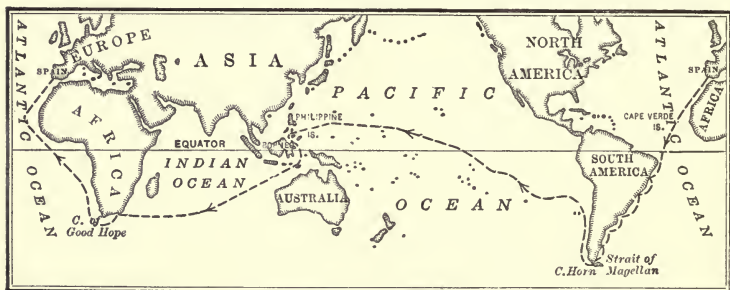 ATLANTIC OCEAN
EUROPE
SPAIN
AFRICA
ASIA
EQUATOR
INDIAN
OCEAN
BORNEO
PHILIPPINE
IS.
AUSTRALIA
PACIFIC
OCEAN
NORTH
AMERICA
SOUTH
AMERICA
ATLANTIC OCEAN
SPAIN
AFRICA
CAPE VERDE
IS.
C. of
Good Hope
C. Horn
Strait of
Magellan